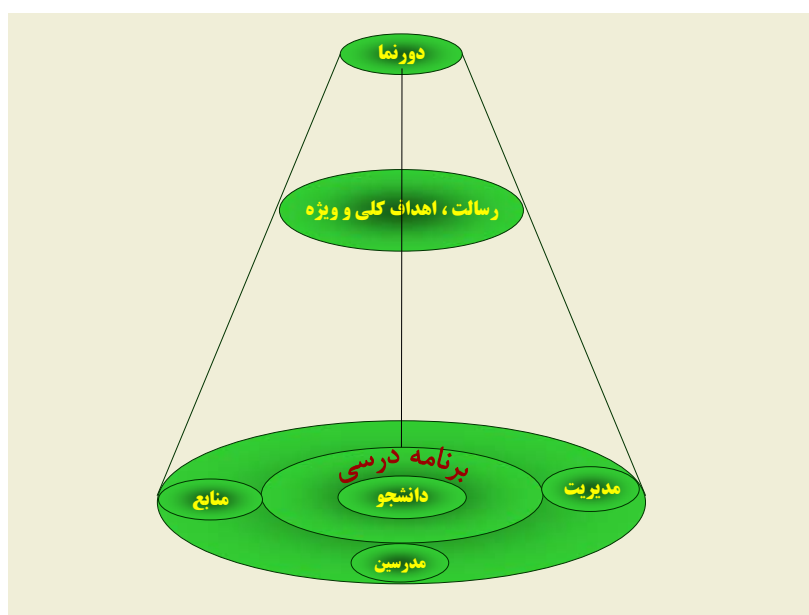 دورنما
رسالت ، اهداف کلی و ویژه
برنامه درسی
مدیریت
دانشجو
منابع
مدرسین